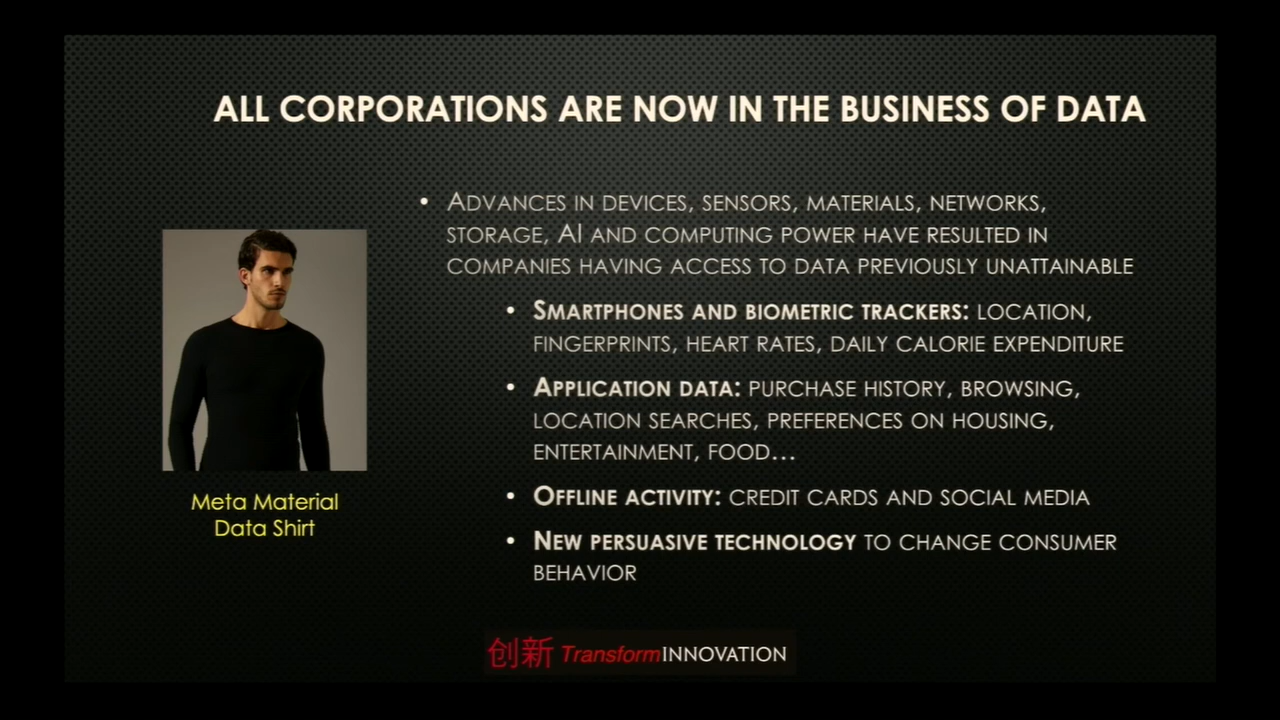 ALL CORPORATIONS ARE NOW IN THE BUSINESS OF DATA
• ADVANCES IN DEVICES, SENSORS, MATERIALS, NETWORKS,
STORAGE, AI AND COMPUTING POWER HAVE RESULTED IN
COMPANIES HAVING ACCESS TO DATA PREVIOUSLY UNATTAINABLE
• SMARTPHONES AND BIOMETRIC TRACKERS: LOCATION,
FINGERPRINTS, HEART RATES, DAILY CALORIE EXPENDITURE
• APPLICATION DATA: PURCHASE HISTORY, BROWSING,
LOCATION SEARCHES, PREFERENCES ON HOUSING,
ENTERTAINMENT, FOOD...
• OFFLINE ACTIVITY: CREDIT CARDS AND SOCIAL MEDIA
• NEW PERSUASIVE TECHNOLOGY TO CHANGE CONSUMER
BEHAVIOR
Meta Material
Data Shirt
创新 TransformINNOVATION